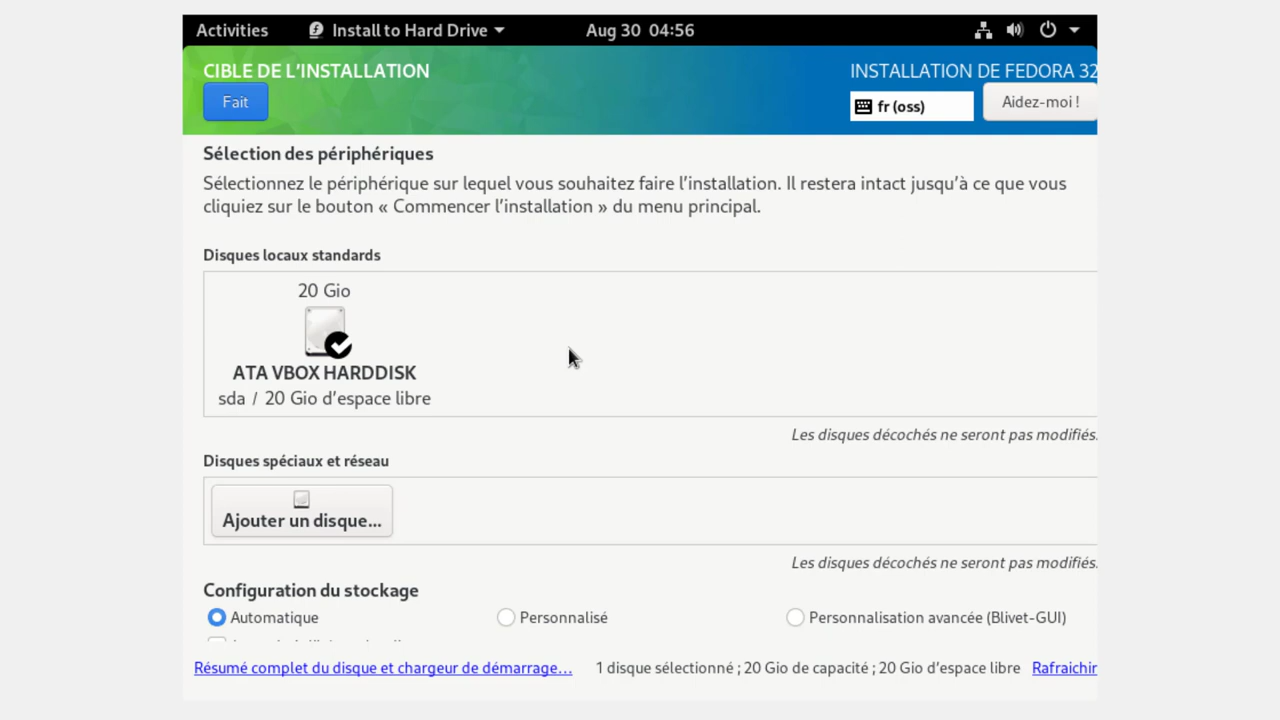 Activities Install to Hard Drive Aug 30 04:56
CIBLE DE L'INSTALLATION
INSTALLATION DE FEDORA 32
Fait
fr (oss)
Aidez-moi !
Sélection des périphériques
Sélectionnez le périphérique sur lequel vous souhaitez faire l'installation. Il restera intact jusqu'à ce que vous
cliquiez sur le bouton « Commencer l'installation » du menu principal.
Disques locaux standards
20 Gio
ATA VBOX HARDDISK
sda / 20 Gio d'espace libre
Les disques décochés ne seront pas modifiés.
Disques spéciaux et réseau
Ajouter un disque...
Les disques décochés ne seront pas modifiés.
Configuration du stockage
Automatique Personnalisé Personnalisation avancée (Blivet-GUI)
Résumé complet du disque et chargeur de démarrage... 1 disque sélectionné ; 20 Gio de capacité ; 20 Gio d'espace libre Rafraichir